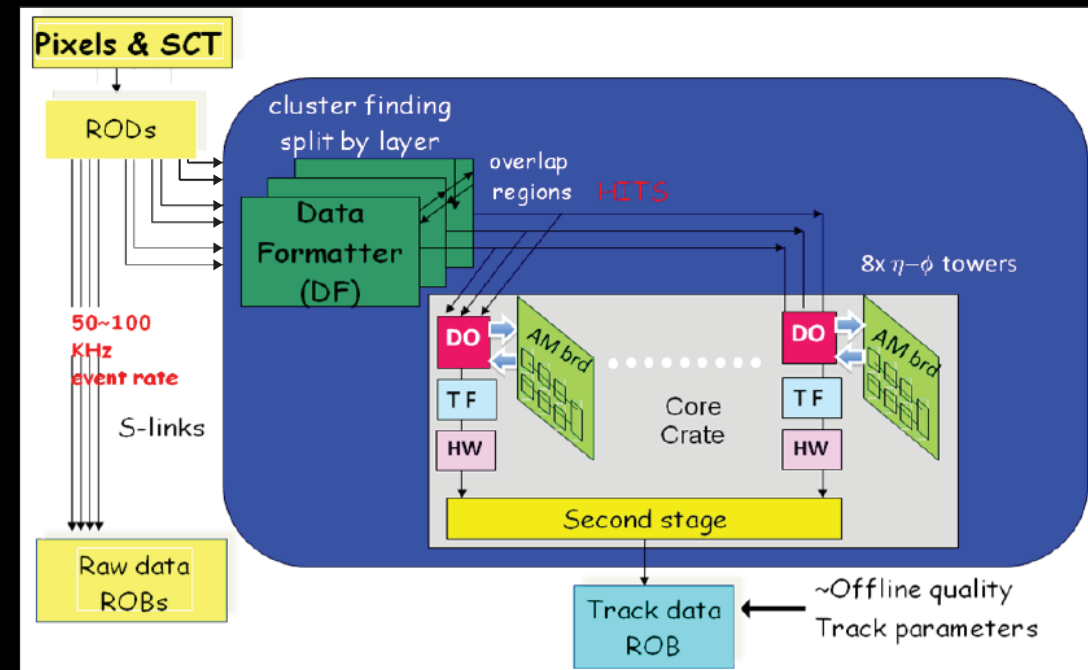 Pixels & SCT
RODs
cluster finding
split by layer
overlap
regions
HITS
Data
Formatter
(DF)
8x η–φ towers
50~100
KHz
event rate
S-links
DO
AM brd
TF
HW
Core
Crate
DO
AM brd
TF
HW
Second stage
Raw data
ROBs
Track data
ROB
~Offline quality
Track parameters